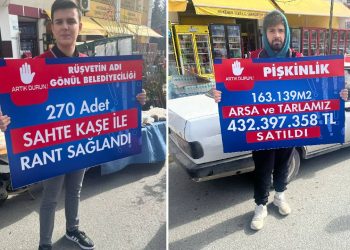 ARTIK DURUN!
RÜŞVETİN ADI
GÖNÜL BELEDİYECİLİĞİ
270 Adet
SAHTE KAŞE İLE
RANT SAĞLANDI
ARTIK DURUN!
PİŞKİNLİK
163.139M2
ARSA ve TARLAMIZ
432.397.358 TL
SATILDI